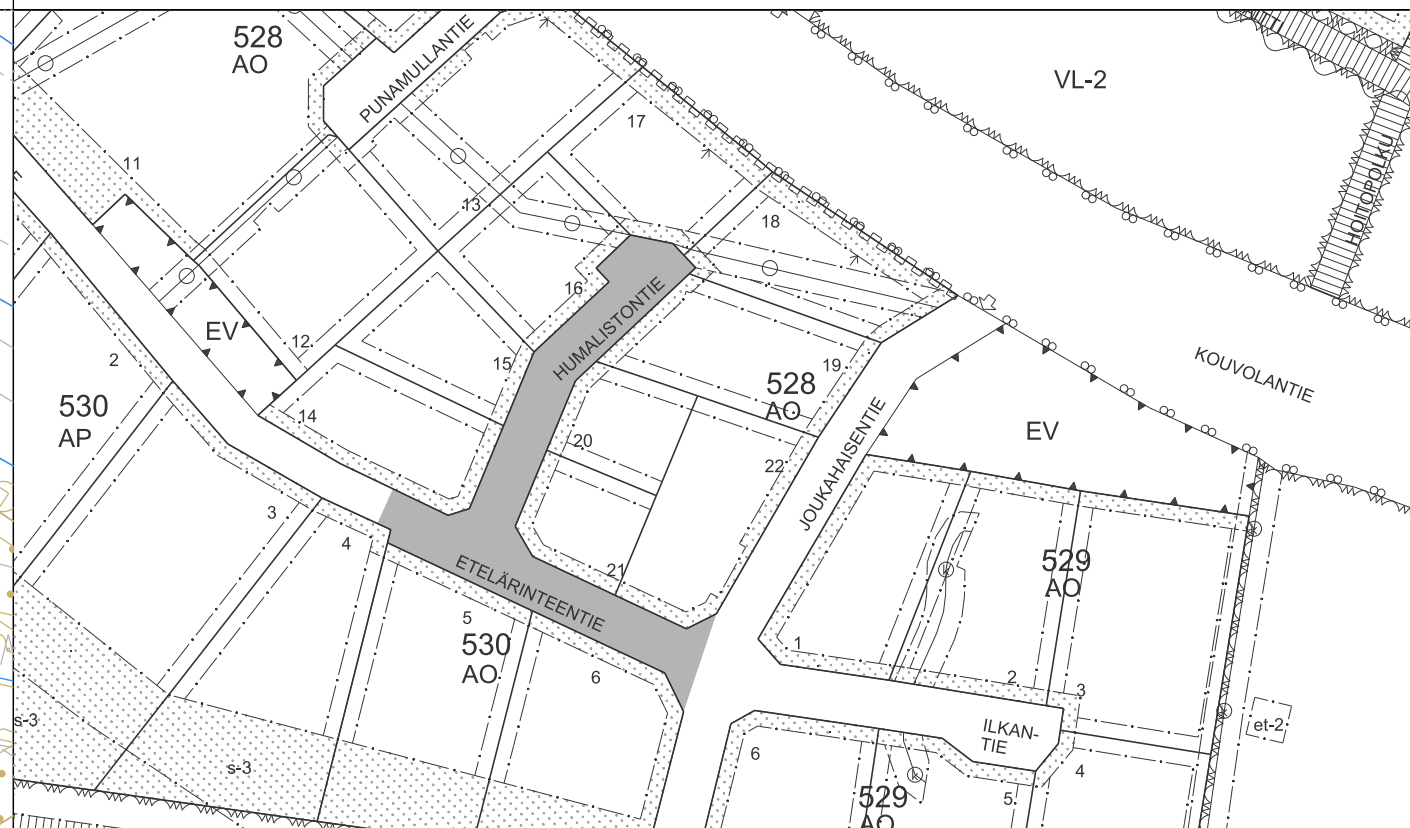 528
AO
PUNAMULLANTIE
VL-2
HOUTOPOLKU
17
11
13
18
16
HUMALISTONTIE
EV
12
2
15
19
528
AO
KOUVOLANTIE
530
AP
14
JOUKAHAISENTIE
EV
20
22
3
4
ETELÄRINTEENTIE
21
529
AO
5
530
AO
6
1
2
3
s-3
s-3
ILKAN-
TIE
et-2
6
4
529
AO
5
k
k
k
k